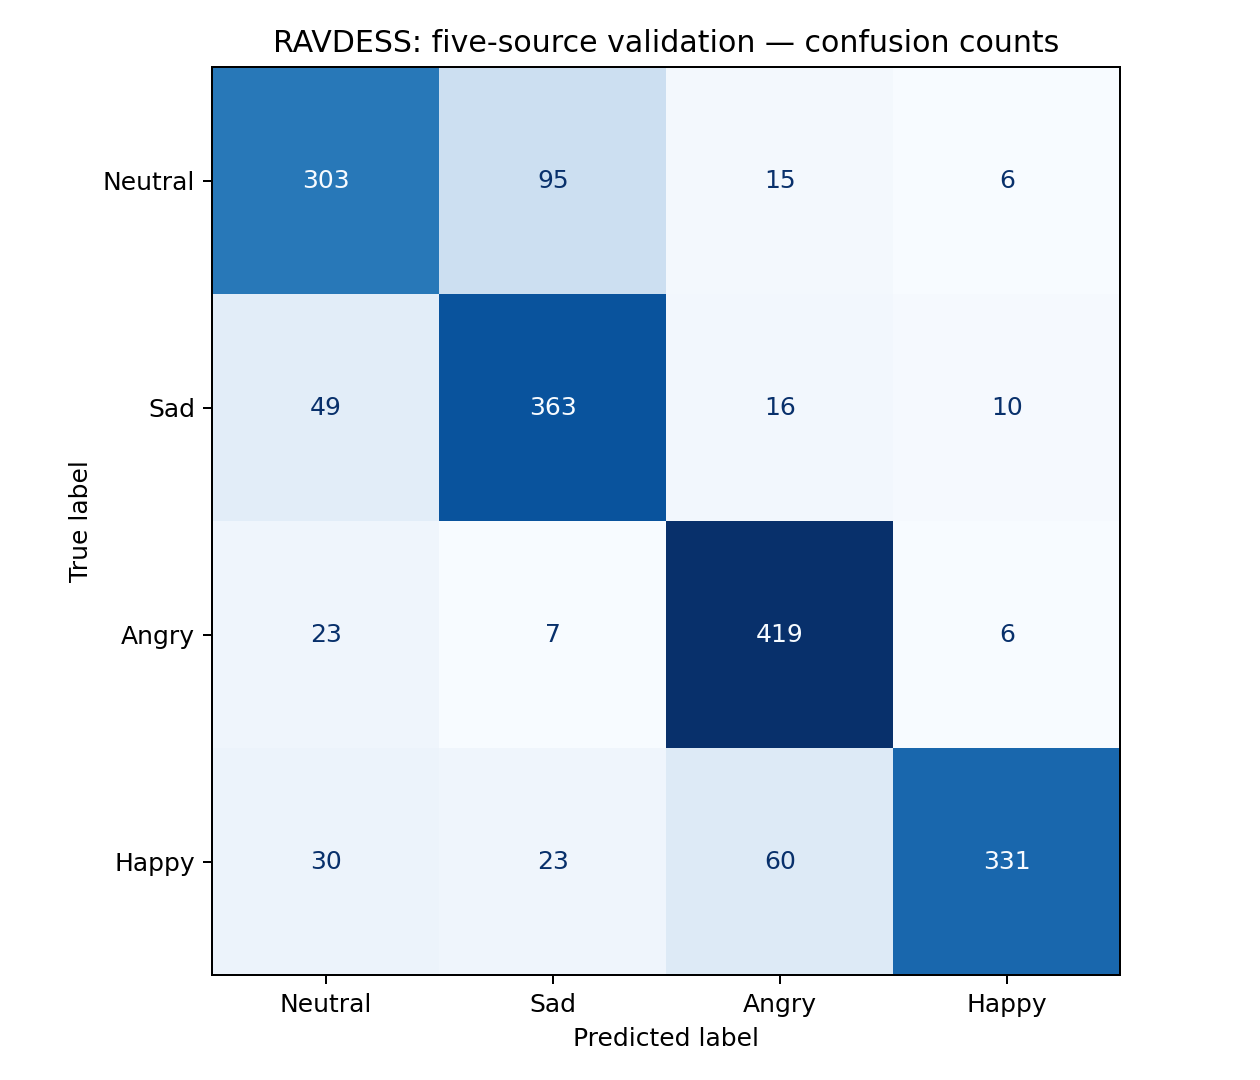 RAVDESS: five-source validation — confusion counts
Neutral 303 95 15 6
Sad 49 363 16 10
Angry 23 7 419 6
Happy 30 23 60 331
Neutral Sad Angry Happy
Predicted label
True label